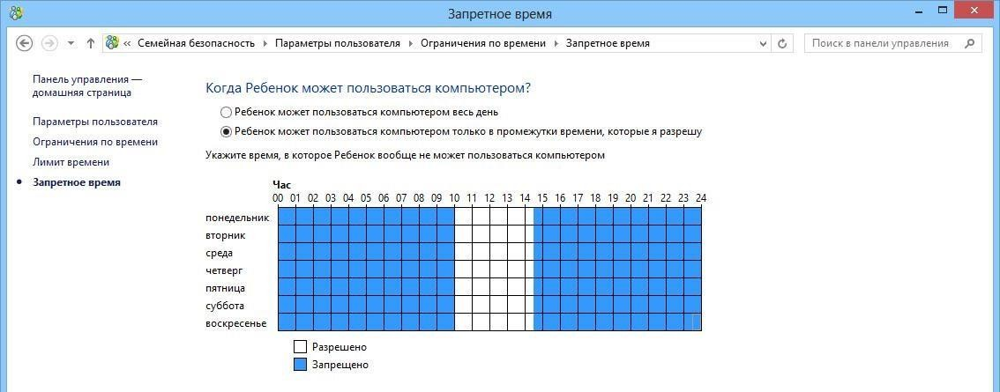 Запретное время
« Семейная безопасность ▸ Параметры пользователя ▸ Ограничения по времени ▸ Запретное время
Поиск в панели управления
Панель управления —
домашняя страница
Параметры пользователя
Ограничения по времени
Лимит времени
Запретное время
Когда Ребенок может пользоваться компьютером?
Ребенок может пользоваться компьютером весь день
Ребенок может пользоваться компьютером только в промежутки времени, которые я разрешу
Укажите время, в которое Ребенок вообще не может пользоваться компьютером
Час
00 01 02 03 04 05 06 07 08 09 10 11 12 13 14 15 16 17 18 19 20 21 22 23 24
понедельник
вторник
среда
четверг
пятница
суббота
воскресенье
Разрешено
Запрещено